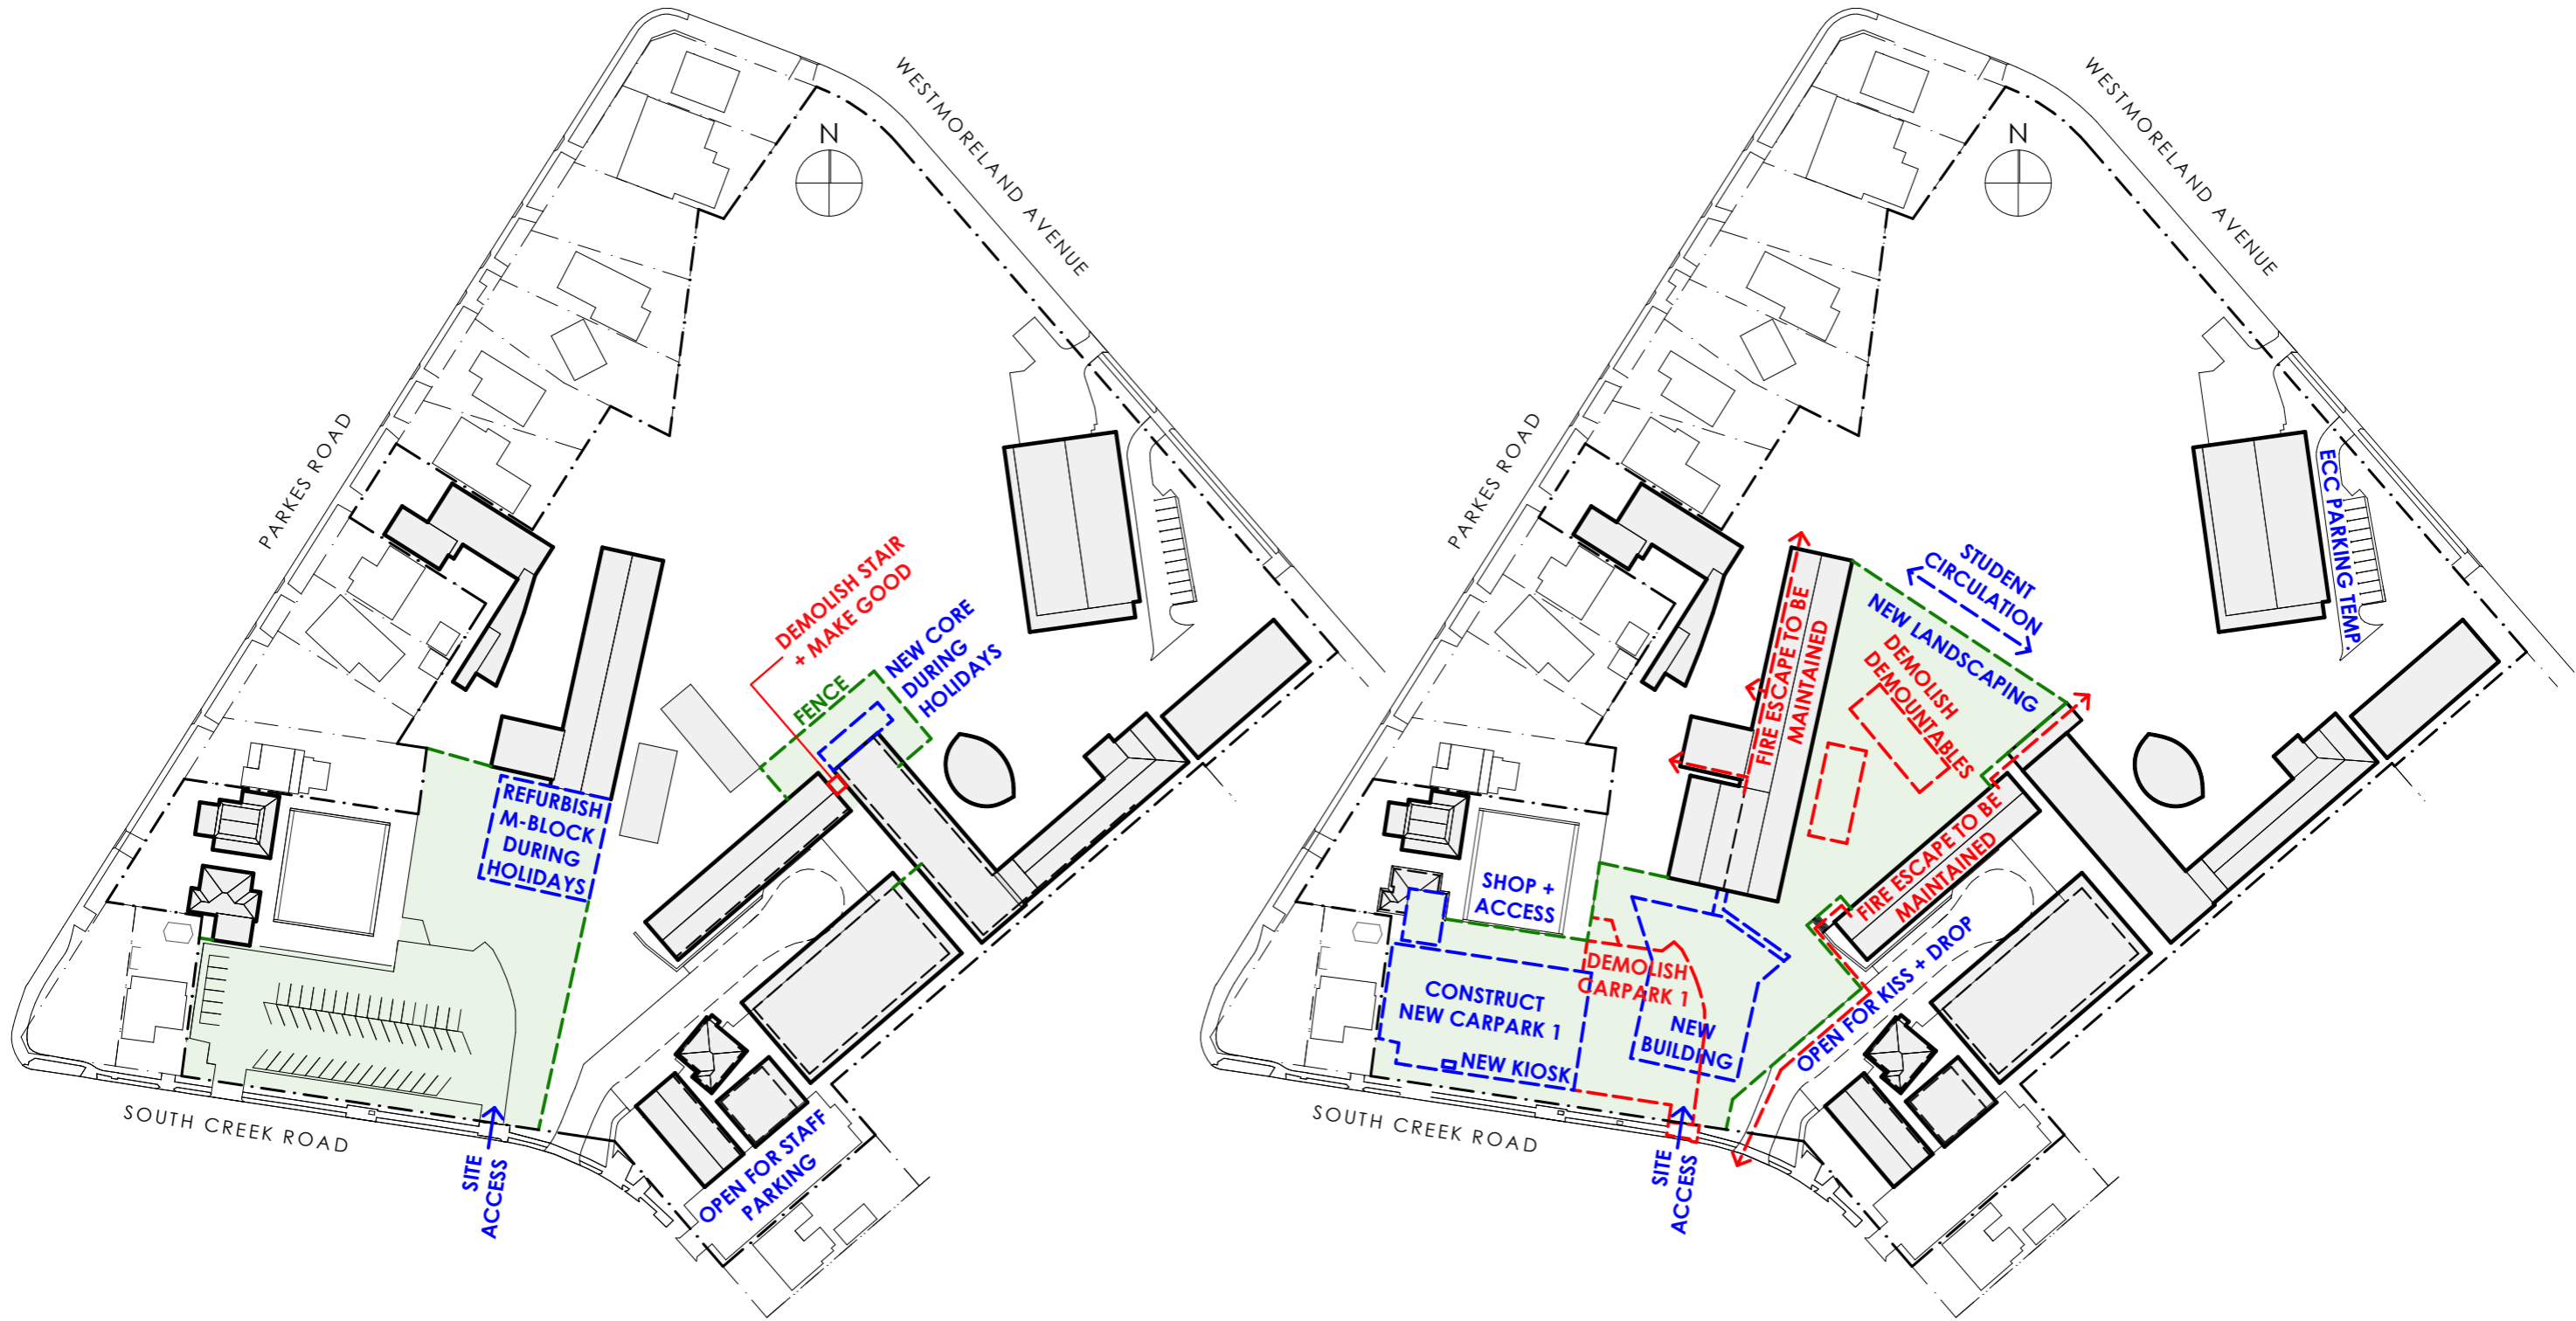 WESTMORELAND AVENUE
N
PARKES ROAD
DEMOLISH STAIR
+ MAKE GOOD
NEW CORE
DURING
HOLIDAYS
FENCE
REFURBISH
M-BLOCK
DURING
HOLIDAYS
SOUTH CREEK ROAD
SITE
ACCESS
OPEN FOR STAFF
PARKING
WESTMORELAND AVENUE
N
PARKES ROAD
ECC PARKING TEMP.
STUDENT
CIRCULATION
NEW LANDSCAPING
DEMOLISH
DEMOUNTABLES
FIRE ESCAPE TO BE
MAINTAINED
FIRE ESCAPE TO BE
MAINTAINED
SHOP +
ACCESS
DEMOLISH
CARPARK 1
CONSTRUCT
NEW CARPARK 1
NEW KIOSK
NEW
BUILDING
OPEN FOR KISS + DROP
SOUTH CREEK ROAD
SITE
ACCESS